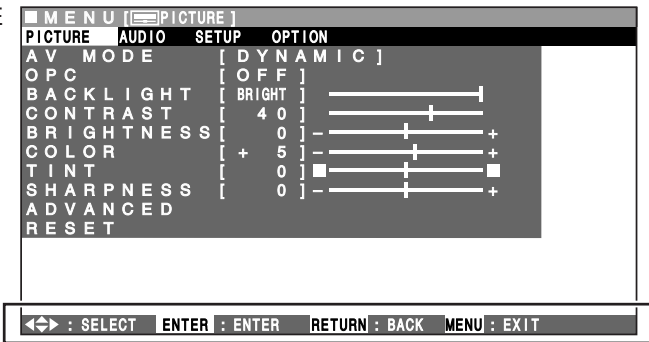 E
MENU [PICTURE]
PICTURE AUDIO SETUP OPTION
AV MODE [DYNAMIC]
OPC [OFF]
BACKLIGHT [BRIGHT]
CONTRAST [ 40]
BRIGHTNESS [ 0] – +
COLOR [+ 5] – +
TINT [ 0]
SHARPNESS [ 0] – +
ADVANCED
RESET
: SELECT ENTER : ENTER RETURN : BACK MENU : EXIT